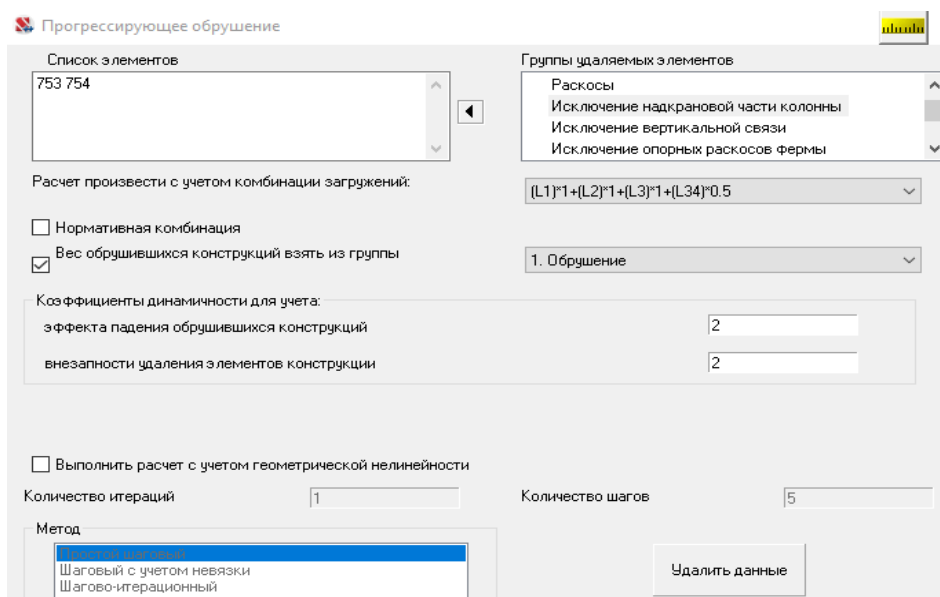 Прогрессирующее обрушение
Список элементов
Группы удаляемых элементов
753 754
Раскосы
Исключение надкрановой части колонны
Исключение вертикальной связи
Исключение опорных раскосов фермы
Расчет произвести с учетом комбинации загружений:
(L1)*1+(L2)*1+(L3)*1+(L34)*0.5
Нормативная комбинация
Вес обрушившихся конструкций взять из группы
1. Обрушение
Коэффициенты динамичности для учета:
эффекта падения обрушившихся конструкций
2
внезапности удаления элементов конструкции
2
Выполнить расчет с учетом геометрической нелинейности
Количество итераций
1
Количество шагов
5
Метод
Простой шаговый
Шаговый с учетом невязки
Шагово-итерационный
Удалить данные